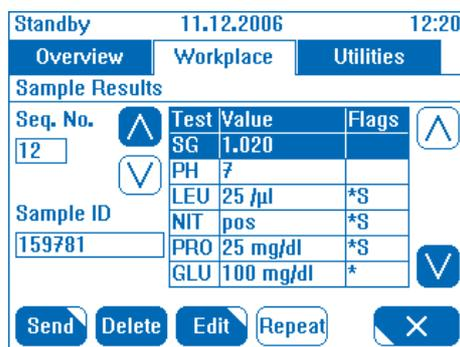 Standby 11.12.2006 12:20
Overview Workplace Utilities
Sample Results
Seq. No.
12
Sample ID
159781
Test Value Flags
SG 1.020
PH 7
LEU 25 /µl *S
NIT pos *S
PRO 25 mg/dl *S
GLU 100 mg/dl *
Send Delete Edit Repeat